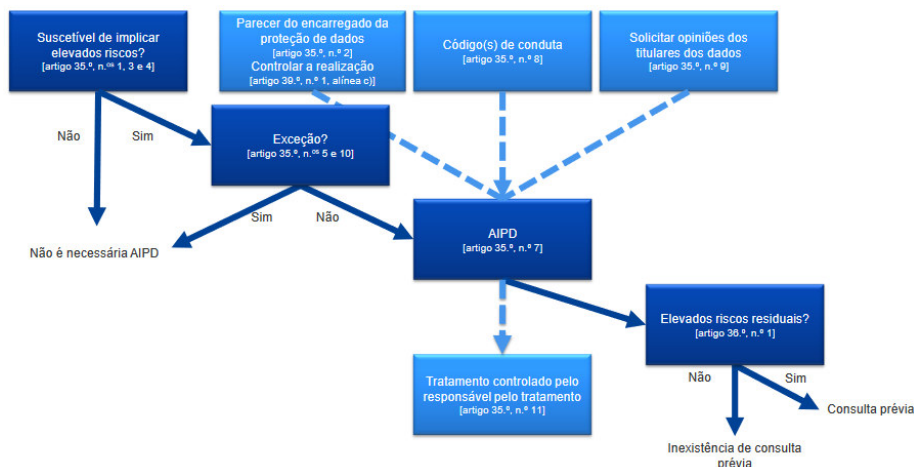 Suscetível de implicar
elevados riscos?
[artigo 35.º, n.ºs 1, 3 e 4]
Parecer do encarregado da
proteção de dados
[artigo 35.º, n.º 2]
Controlar a realização
[artigo 39.º, n.º 1, alínea c)]
Código(s) de conduta
[artigo 35.º, n.º 8]
Solicitar opiniões dos
titulares dos dados
[artigo 35.º, n.º 9]
Não
Sim
Exceção?
[artigo 35.º, n.ºs 5 e 10]
Sim
Não
Não é necessária AIPD
AIPD
[artigo 35.º, n.º 7]
Elevados riscos residuais?
[artigo 36.º, n.º 1]
Tratamento controlado pelo
responsável pelo tratamento
[artigo 35.º, n.º 11]
Não
Sim
Consulta prévia
Inexistência de consulta
prévia